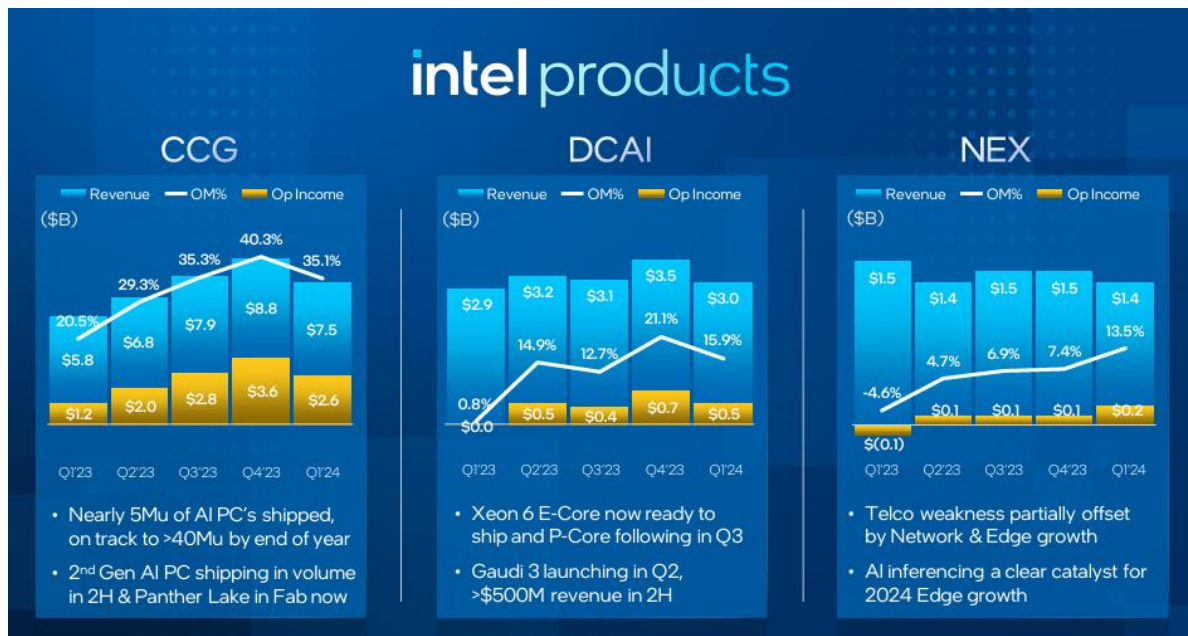 intel products
CCG
Revenue OM% Op Income
($B)
40.3%
35.3%
35.1%
29.3%
20.5%
$8.8
$7.9
$7.5
$6.8
$5.8
$3.6
$2.8
$2.6
$2.0
$1.2
Q1'23 Q2'23 Q3'23 Q4'23 Q1'24
• Nearly 5Mu of AI PC's shipped,
on track to >40Mu by end of year
• 2nd Gen AI PC shipping in volume
in 2H & Panther Lake in Fab now
DCAI
Revenue OM% Op Income
($B)
$3.5
$3.2
$3.1
$3.0
$2.9
21.1%
15.9%
14.9%
12.7%
0.8%
$0.7
$0.5
$0.4
$0.5
$0.0
Q1'23 Q2'23 Q3'23 Q4'23 Q1'24
• Xeon 6 E-Core now ready to
ship and P-Core following in Q3
• Gaudi 3 launching in Q2,
>$500M revenue in 2H
NEX
Revenue OM% Op Income
($B)
$1.5
$1.4
$1.5
$1.5
$1.4
13.5%
7.4%
6.9%
4.7%
-4.6%
$0.1
$0.1
$0.1
$0.2
$(0.1)
Q1'23 Q2'23 Q3'23 Q4'23 Q1'24
• Telco weakness partially offset
by Network & Edge growth
• AI inferencing a clear catalyst for
2024 Edge growth